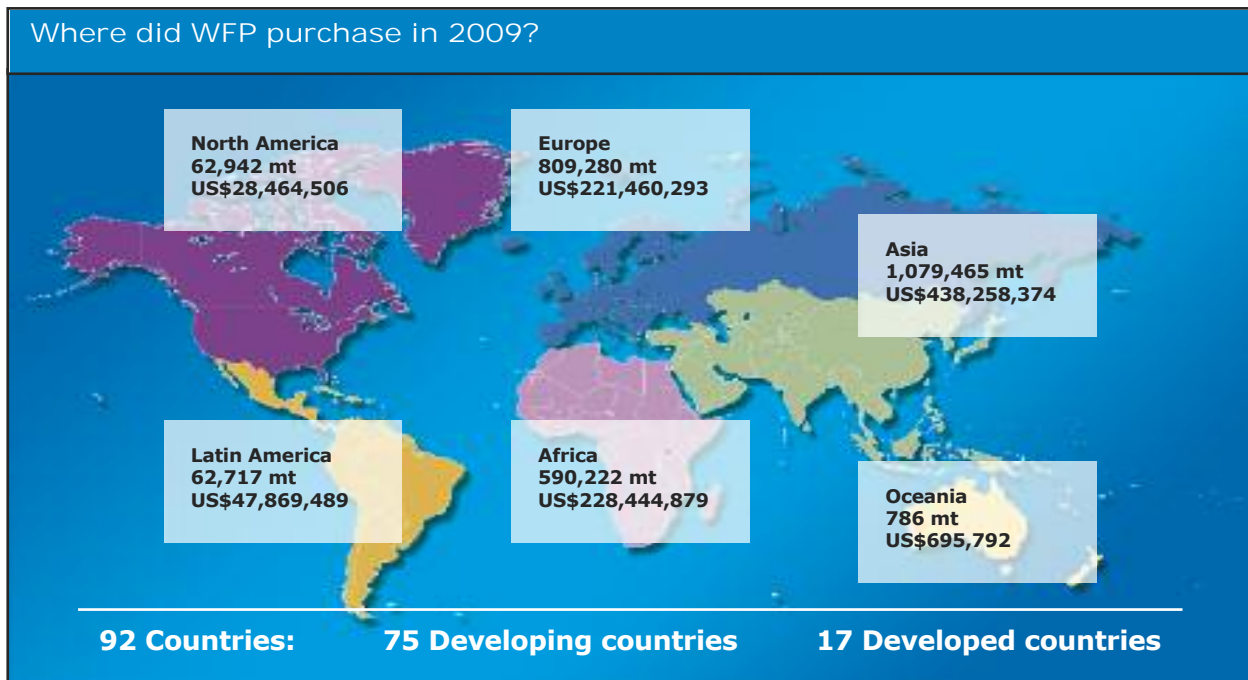 Where did WFP purchase in 2009?
North America
62,942 mt
US$28,464,506
Europe
809,280 mt
US$221,460,293
Asia
1,079,465 mt
US$438,258,374
Latin America
62,717 mt
US$47,869,489
Africa
590,222 mt
US$228,444,879
Oceania
786 mt
US$695,792
92 Countries: 75 Developing countries 17 Developed countries